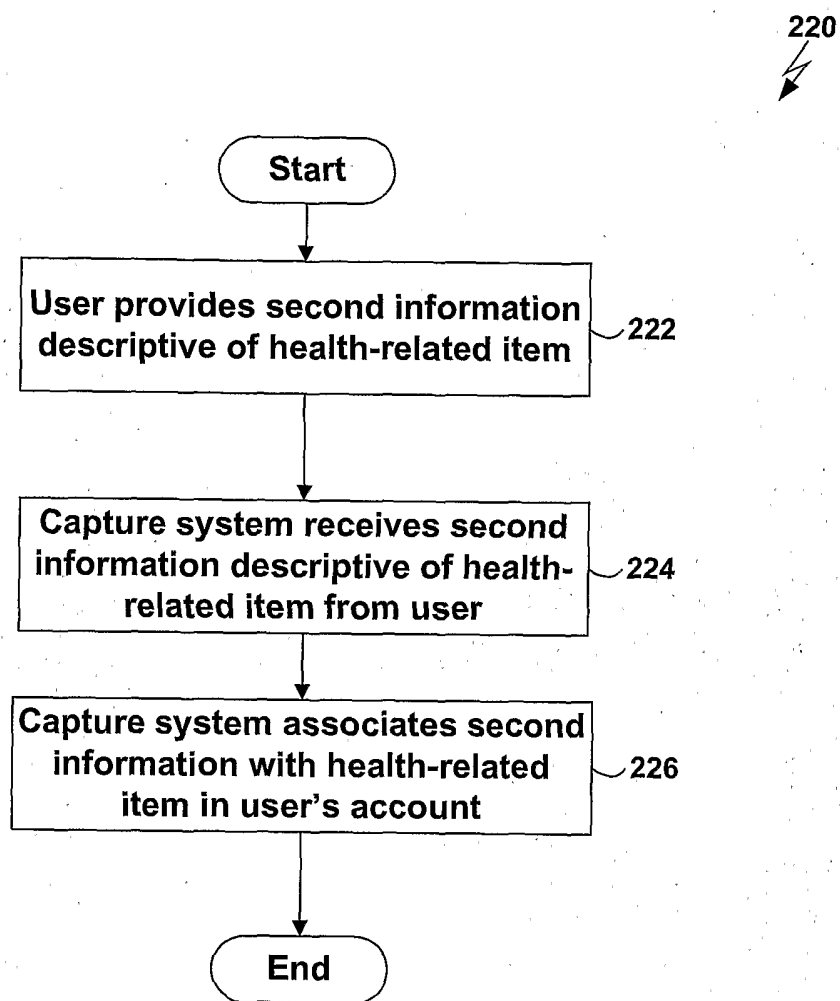 220
Start
User provides second information
descriptive of health-related item
222
Capture system receives second
information descriptive of health-
related item from user
224
Capture system associates second
information with health-related
item in user's account
226
End